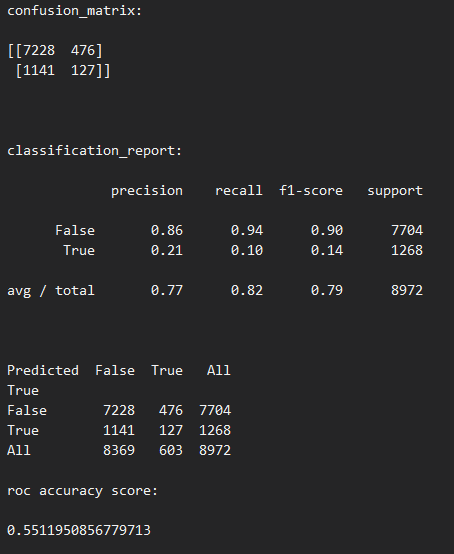 confusion_matrix:
[[7228  476]
 [1141  127]]
classification_report:
             precision    recall  f1-score   support
      False       0.86      0.94      0.90      7704
       True       0.21      0.10      0.14      1268
avg / total       0.77      0.82      0.79      8972
Predicted  False  True   All
True
False       7228   476  7704
True        1141   127  1268
All         8369   603  8972
roc accuracy score:
0.5511950856779713